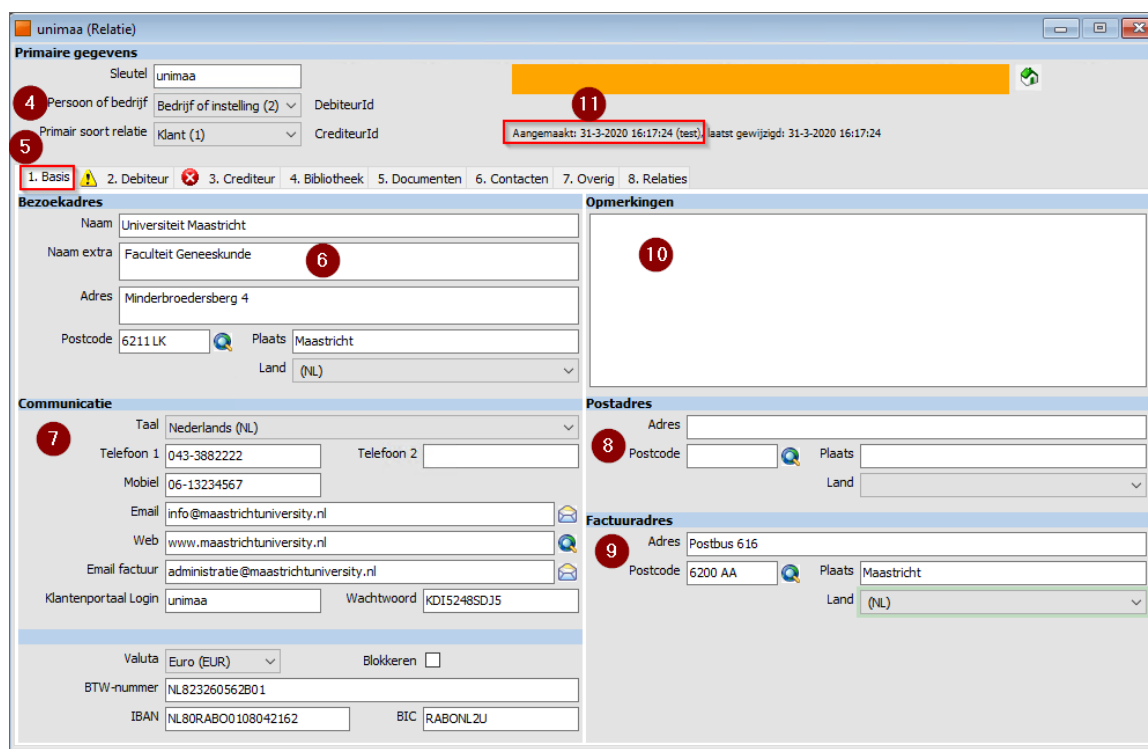 unimaa (Relatie)
Primaire gegevens
Sleutel unimaa
4 Persoon of bedrijf Bedrijf of instelling (2) DebiteurId 11
Primair soort relatie Klant (1) CrediteurId Aangemaakt: 31-3-2020 16:17:24 (test), laatst gewijzigd: 31-3-2020 16:17:24
5
1. Basis 2. Debiteur 3. Crediteur 4. Bibliotheek 5. Documenten 6. Contacten 7. Overig 8. Relaties
Bezoekadres
Naam Universiteit Maastricht
Naam extra Faculteit Geneeskunde 6
Adres Minderbroedersberg 4
Postcode 6211 LK Plaats Maastricht
Land (NL)
Opmerkingen
10
Communicatie
7 Taal Nederlands (NL)
Telefoon 1 043-3882222 Telefoon 2
Mobiel 06-13234567
Email info@maastrichtuniversity.nl
Web www.maastrichtuniversity.nl
Email factuur administratie@maastrichtuniversity.nl
Klantenportaal Login unimaa Wachtwoord KDI5248SDJ5
Valuta Euro (EUR) Blokkeren
BTW-nummer NL823260562B01
IBAN NL80RABO0108042162 BIC RABONL2U
Postadres
Adres
8 Postcode Plaats
Land
Factuuradres
9 Adres Postbus 616
Postcode 6200 AA Plaats Maastricht
Land (NL)